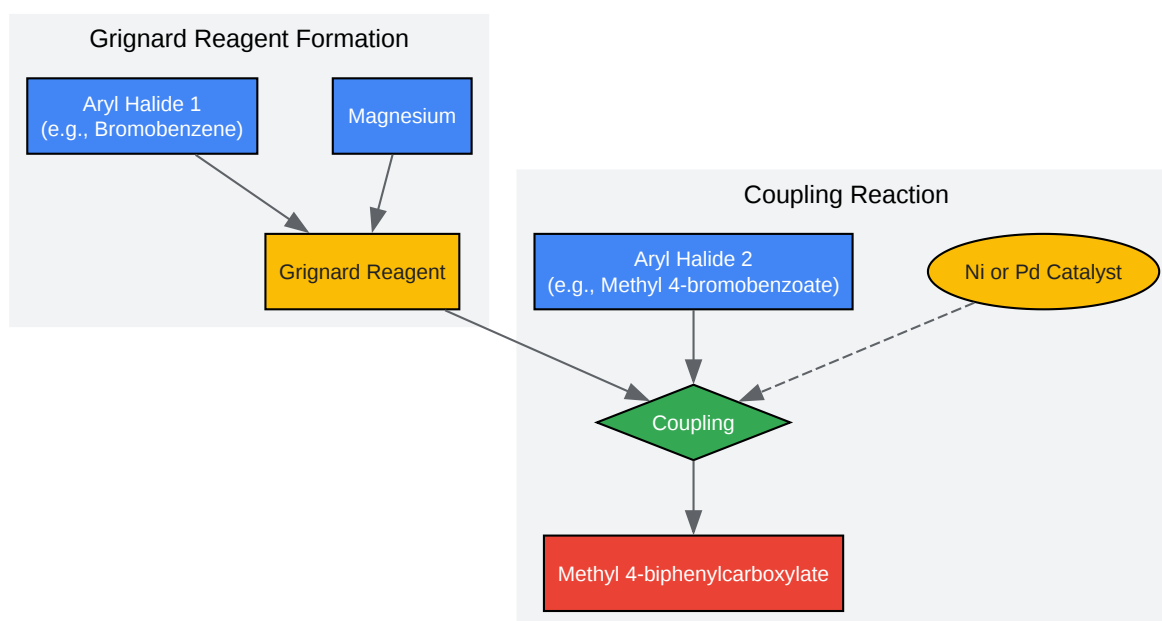 Grignard Reagent Formation
Aryl Halide 1
(e.g., Bromobenzene)
Magnesium
Grignard Reagent
Coupling Reaction
Aryl Halide 2
(e.g., Methyl 4-bromobenzoate)
Ni or Pd Catalyst
Coupling
Methyl 4-biphenylcarboxylate